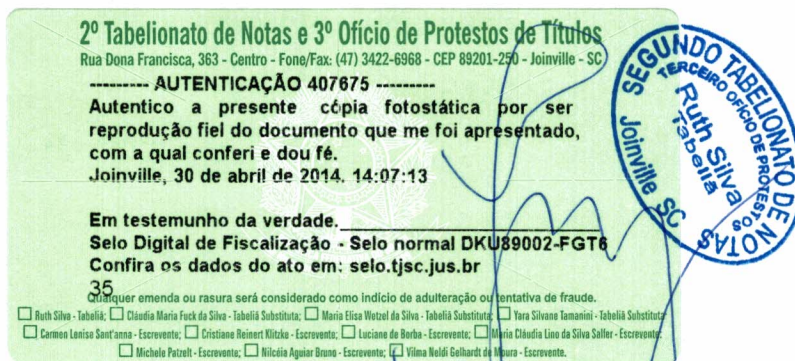 2º Tabelionato de Notas e 3º Ofício de Protestos de Títulos
Rua Dona Francisca, 363 - Centro - Fone/Fax: (47) 3422-6968 - CEP 89201-250 - Joinville - SC
--------- AUTENTICAÇÃO 407675 ---------
Autentico a presente cópia fotostática por ser
reprodução fiel do documento que me foi apresentado,
com a qual conferi e dou fé.
Joinville, 30 de abril de 2014. 14:07:13
Em testemunho da verdade.
Selo Digital de Fiscalização - Selo normal DKU89002-FGT6
Confira os dados do ato em: selo.tjsc.jus.br
35
Qualquer emenda ou rasura será considerado como indício de adulteração ou tentativa de fraude.
☐ Ruth Silva - Tabeliã; ☐ Cláudia Maria Fuck da Silva - Tabeliã Substituta; ☐ Maria Elisa Wetzel da Silva - Tabeliã Substituta; ☐ Yara Silvane Tamanini - Tabeliã Substituta
☐ Carmen Lenise Sant'anna - Escrevente; ☐ Cristiane Reinert Klitzke - Escrevente; ☐ Luciane de Borba - Escrevente; ☐ Maria Cláudia Lino da Silva Salfer - Escrevente;
☐ Michele Patzelt - Escrevente; ☐ Nilcéia Aguiar Bruno - Escrevente; ☐ Vilma Neldi Gelhardt de Moura - Escrevente.
SEGUNDO TABELIONATO DE NOTAS
TERCEIRO OFÍCIO DE PROTESTOS
Ruth Silva
Tabeliã
Joinville SC